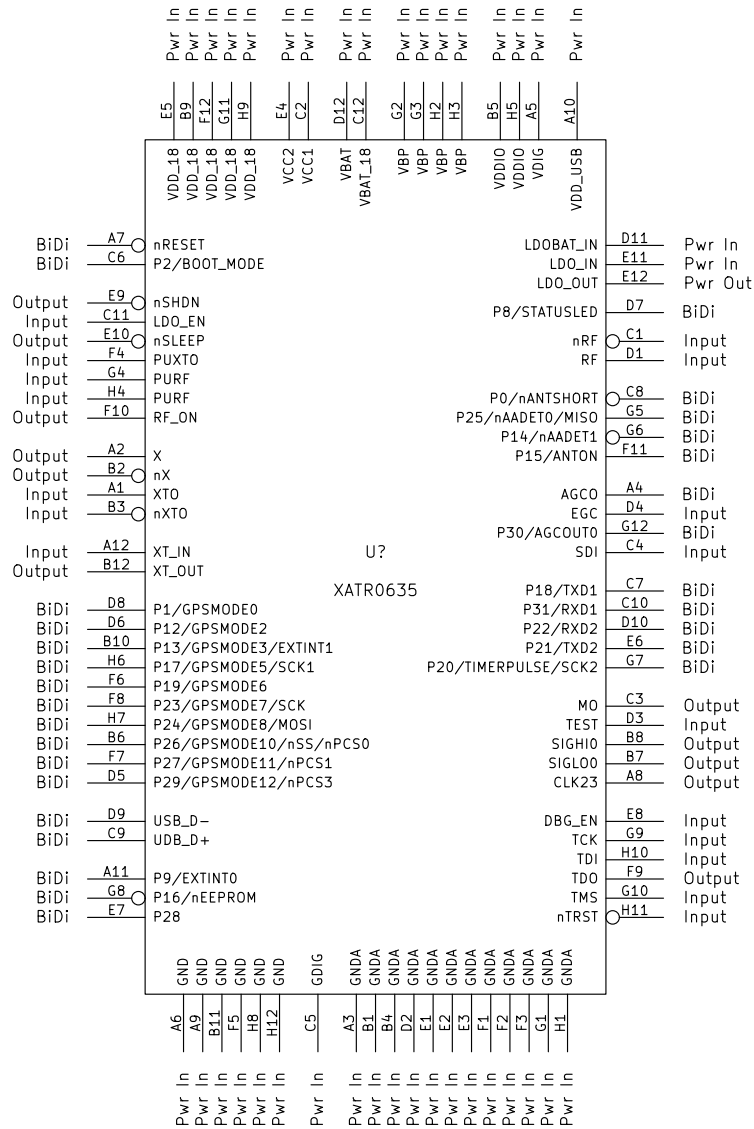 Pwr In Pwr In Pwr In Pwr In Pwr In Pwr In Pwr In Pwr In Pwr In Pwr In Pwr In Pwr In Pwr In Pwr In Pwr In Pwr In Pwr In
E5 B9 F12 G11 H9 E4 C2 D12 C12 G2 G3 H2 H3 B5 H5 A5 A10
VDD_18 VDD_18 VDD_18 VDD_18 VDD_18 VCC2 VCC1 VBAT VBAT_18 VBP VBP VBP VBP VDDIO VDDIO VDIG VDD_USB
BiDi A7 nRESET LDOBAT_IN D11 Pwr In
BiDi C6 P2/BOOT_MODE LDO_IN E11 Pwr In
LDO_OUT E12 Pwr Out
Output E9 nSHDN P8/STATUSLED D7 BiDi
Input C11 LDO_EN
Output E10 nSLEEP nRF C1 Input
Input F4 PUXTO RF D1 Input
Input G4 PURF
Input H4 PURF P0/nANTSHORT C8 BiDi
Output F10 RF_ON P25/nAADET0/MISO G5 BiDi
P14/nAADET1 G6 BiDi
Output A2 X P15/ANTON F11 BiDi
Output B2 nX
Input A1 XTO AGCO A4 BiDi
Input B3 nXTO EGC D4 Input
P30/AGCOUT0 G12 BiDi
Input A12 XT_IN U? SDI C4 Input
Output B12 XT_OUT
XATR0635 P18/TXD1 C7 BiDi
BiDi D8 P1/GPSMODE0 P31/RXD1 C10 BiDi
BiDi D6 P12/GPSMODE2 P22/RXD2 D10 BiDi
BiDi B10 P13/GPSMODE3/EXTINT1 P21/TXD2 E6 BiDi
BiDi H6 P17/GPSMODE5/SCK1 P20/TIMERPULSE/SCK2 G7 BiDi
BiDi F6 P19/GPSMODE6
BiDi F8 P23/GPSMODE7/SCK MO C3 Output
BiDi H7 P24/GPSMODE8/MOSI TEST D3 Input
BiDi B6 P26/GPSMODE10/nSS/nPCS0 SIGHI0 B8 Output
BiDi F7 P27/GPSMODE11/nPCS1 SIGLO0 B7 Output
BiDi D5 P29/GPSMODE12/nPCS3 CLK23 A8 Output
BiDi D9 USB_D- DBG_EN E8 Input
BiDi C9 UDB_D+ TCK G9 Input
TDI H10 Input
BiDi A11 P9/EXTINT0 TDO F9 Output
BiDi G8 P16/nEEPROM TMS G10 Input
BiDi E7 P28 nTRST H11 Input
GND GND GND GND GND GND GDIG GNDA GNDA GNDA GNDA GNDA GNDA GNDA GNDA GNDA GNDA GNDA GNDA
A6 A9 B11 F5 H8 H12 C5 A3 B1 B4 D2 E1 E2 E3 F1 F2 F3 G1 H1
Pwr In Pwr In Pwr In Pwr In Pwr In Pwr In Pwr In Pwr In Pwr In Pwr In Pwr In Pwr In Pwr In Pwr In Pwr In Pwr In Pwr In Pwr In Pwr In